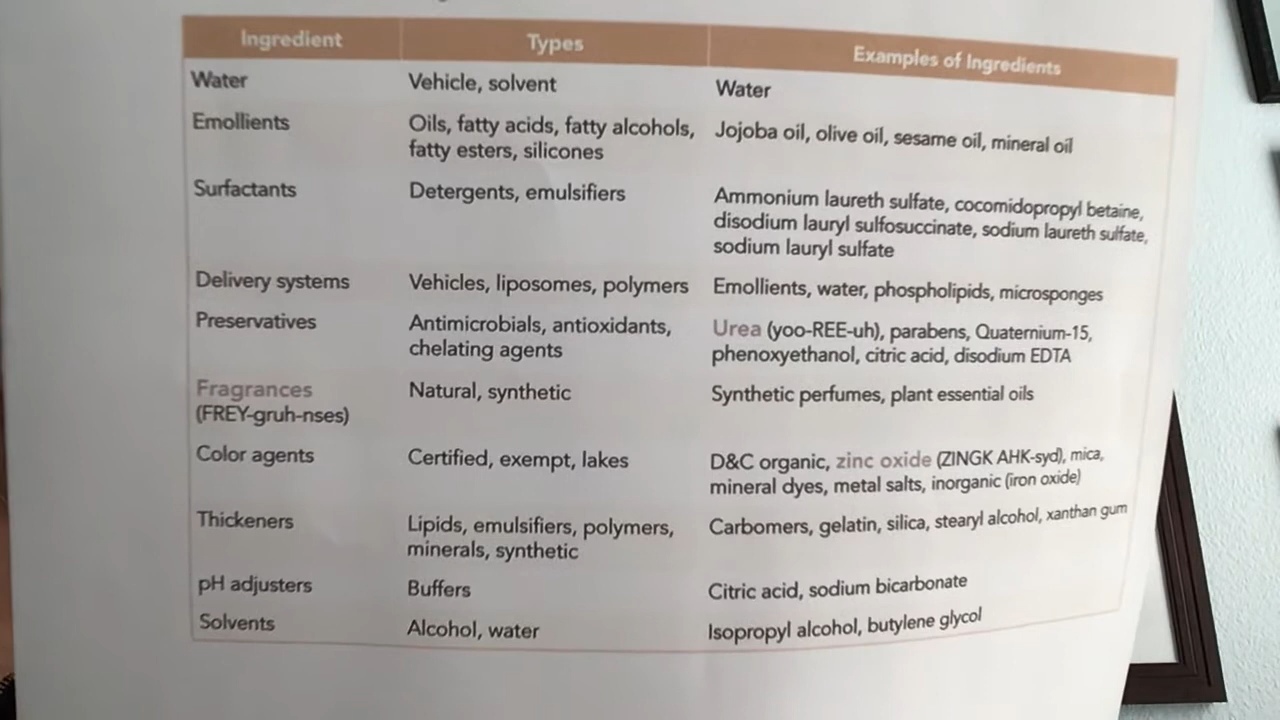 Ingredient Types Examples of Ingredients
Water Vehicle, solvent Water
Emollients Oils, fatty acids, fatty alcohols, Jojoba oil, olive oil, sesame oil, mineral oil
fatty esters, silicones
Surfactants Detergents, emulsifiers Ammonium laureth sulfate, cocomidopropyl betaine,
disodium lauryl sulfosuccinate, sodium laureth sulfate,
sodium lauryl sulfate
Delivery systems Vehicles, liposomes, polymers Emollients, water, phospholipids, microsponges
Preservatives Antimicrobials, antioxidants, Urea (yoo-REE-uh), parabens, Quaternium-15,
chelating agents phenoxyethanol, citric acid, disodium EDTA
Fragrances Natural, synthetic Synthetic perfumes, plant essential oils
(FREY-gruh-nses)
Color agents Certified, exempt, lakes D&C organic, zinc oxide (ZINGK AHK-syd), mica,
mineral dyes, metal salts, inorganic (iron oxide)
Thickeners Lipids, emulsifiers, polymers, Carbomers, gelatin, silica, stearyl alcohol, xanthan gum
minerals, synthetic
pH adjusters Buffers Citric acid, sodium bicarbonate
Solvents Alcohol, water Isopropyl alcohol, butylene glycol